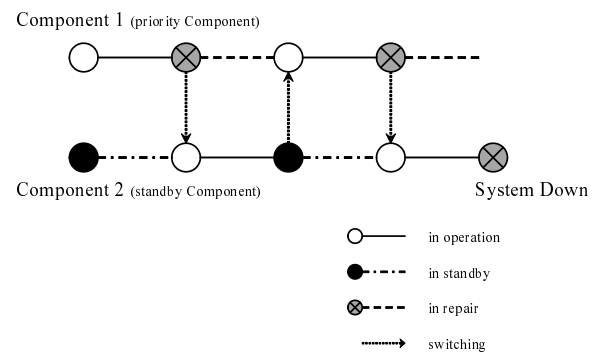 Component 1 (priority Component)
Component 2 (standby Component)
System Down
in operation
in standby
in repair
switching